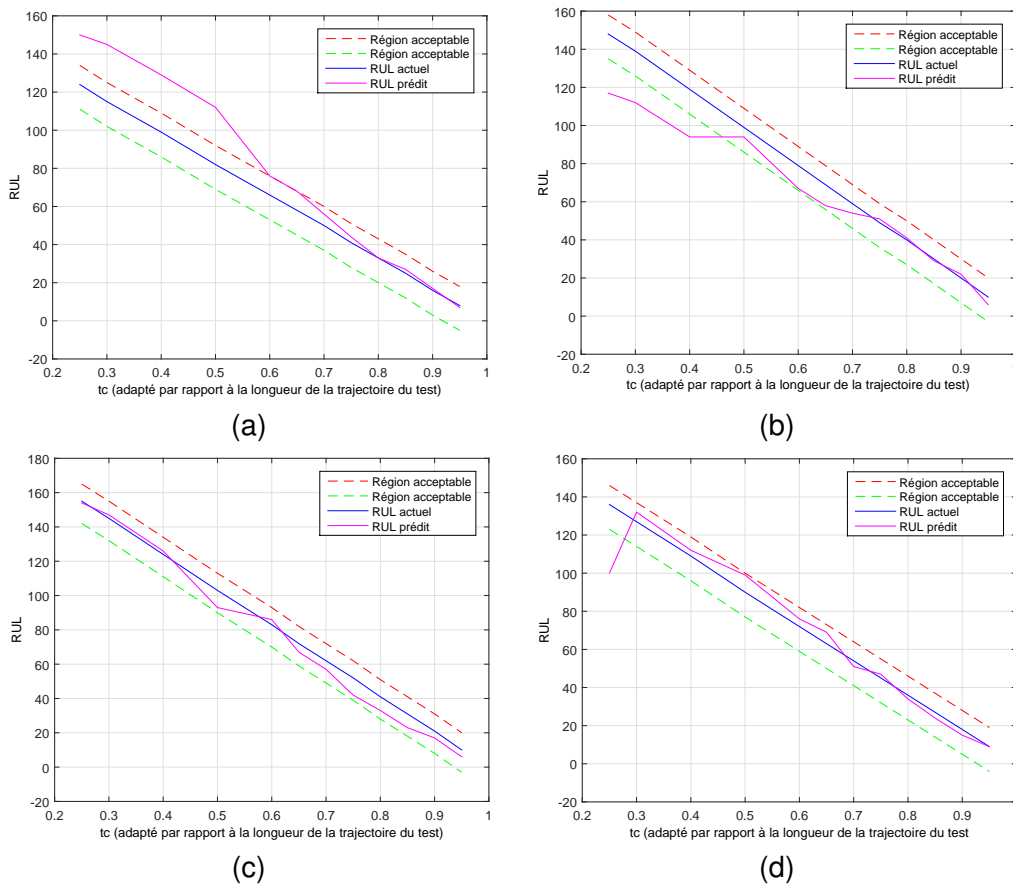 160
140
120
100
80
60
40
20
0
-20
RUL
0.2 0.3 0.4 0.5 0.6 0.7 0.8 0.9 1
tc (adapté par rapport à la longueur de la trajectoire du test)
Région acceptable
Région acceptable
RUL actuel
RUL prédit
(a)
160
140
120
100
80
60
40
20
0
-20
RUL
0.2 0.3 0.4 0.5 0.6 0.7 0.8 0.9 1
tc (adapté par rapport à la longueur de la trajectoire du test)
Région acceptable
Région acceptable
RUL actuel
RUL prédit
(b)
180
160
140
120
100
80
60
40
20
0
-20
RUL
0.2 0.3 0.4 0.5 0.6 0.7 0.8 0.9 1
tc (adapté par rapport à la longueur de la trajectoire du test)
Région acceptable
Région acceptable
RUL actuel
RUL prédit
(c)
160
140
120
100
80
60
40
20
0
-20
RUL
0.2 0.3 0.4 0.5 0.6 0.7 0.8 0.9
tc (adapté par rapport à la longueur de la trajectoire du test
Région acceptable
Région acceptable
RUL actuel
RUL prédit
(d)